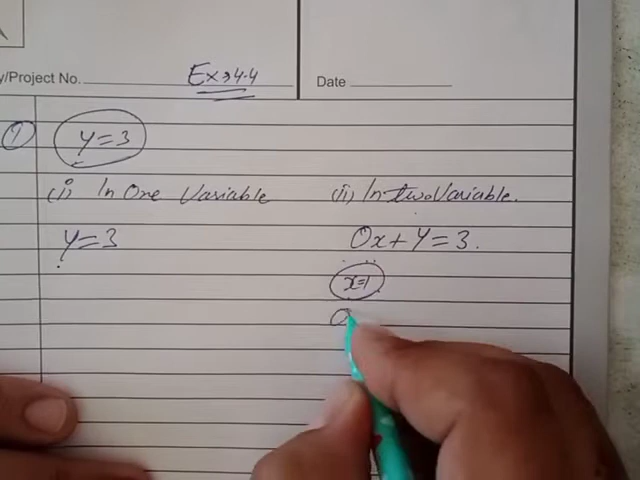 y/Project No. Ex→4.4 Date
1 y=3
(i) In One Variable (ii) In two Variable.
y=3 0x+y=3.
x=1
0